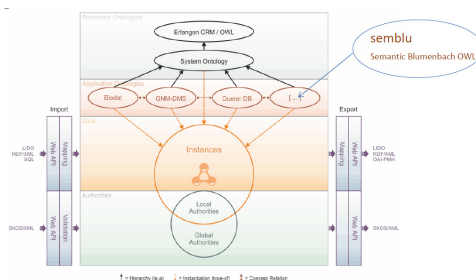 Reference Ontologies
Erlangen CRM / OWL
System Ontology
semblu
Semantic Blumenbach OWL
Application Ontologies
Import
Biodat
GNM-DMS
Duerer DB
[ ... ]
Export
Data
LIDO
RDF/XML
SQL
Web API
Mapping
Instances
Mapping
Web API
LIDO
RDF/XML
OAI-PMH
Authorities
SKOS/XML
Web API
Validation
Local
Authorities
Global
Authorities
Web API
SKOS/XML
= Hierarchy (is-a)
= Instantiation (type-of)
= Concept Relation